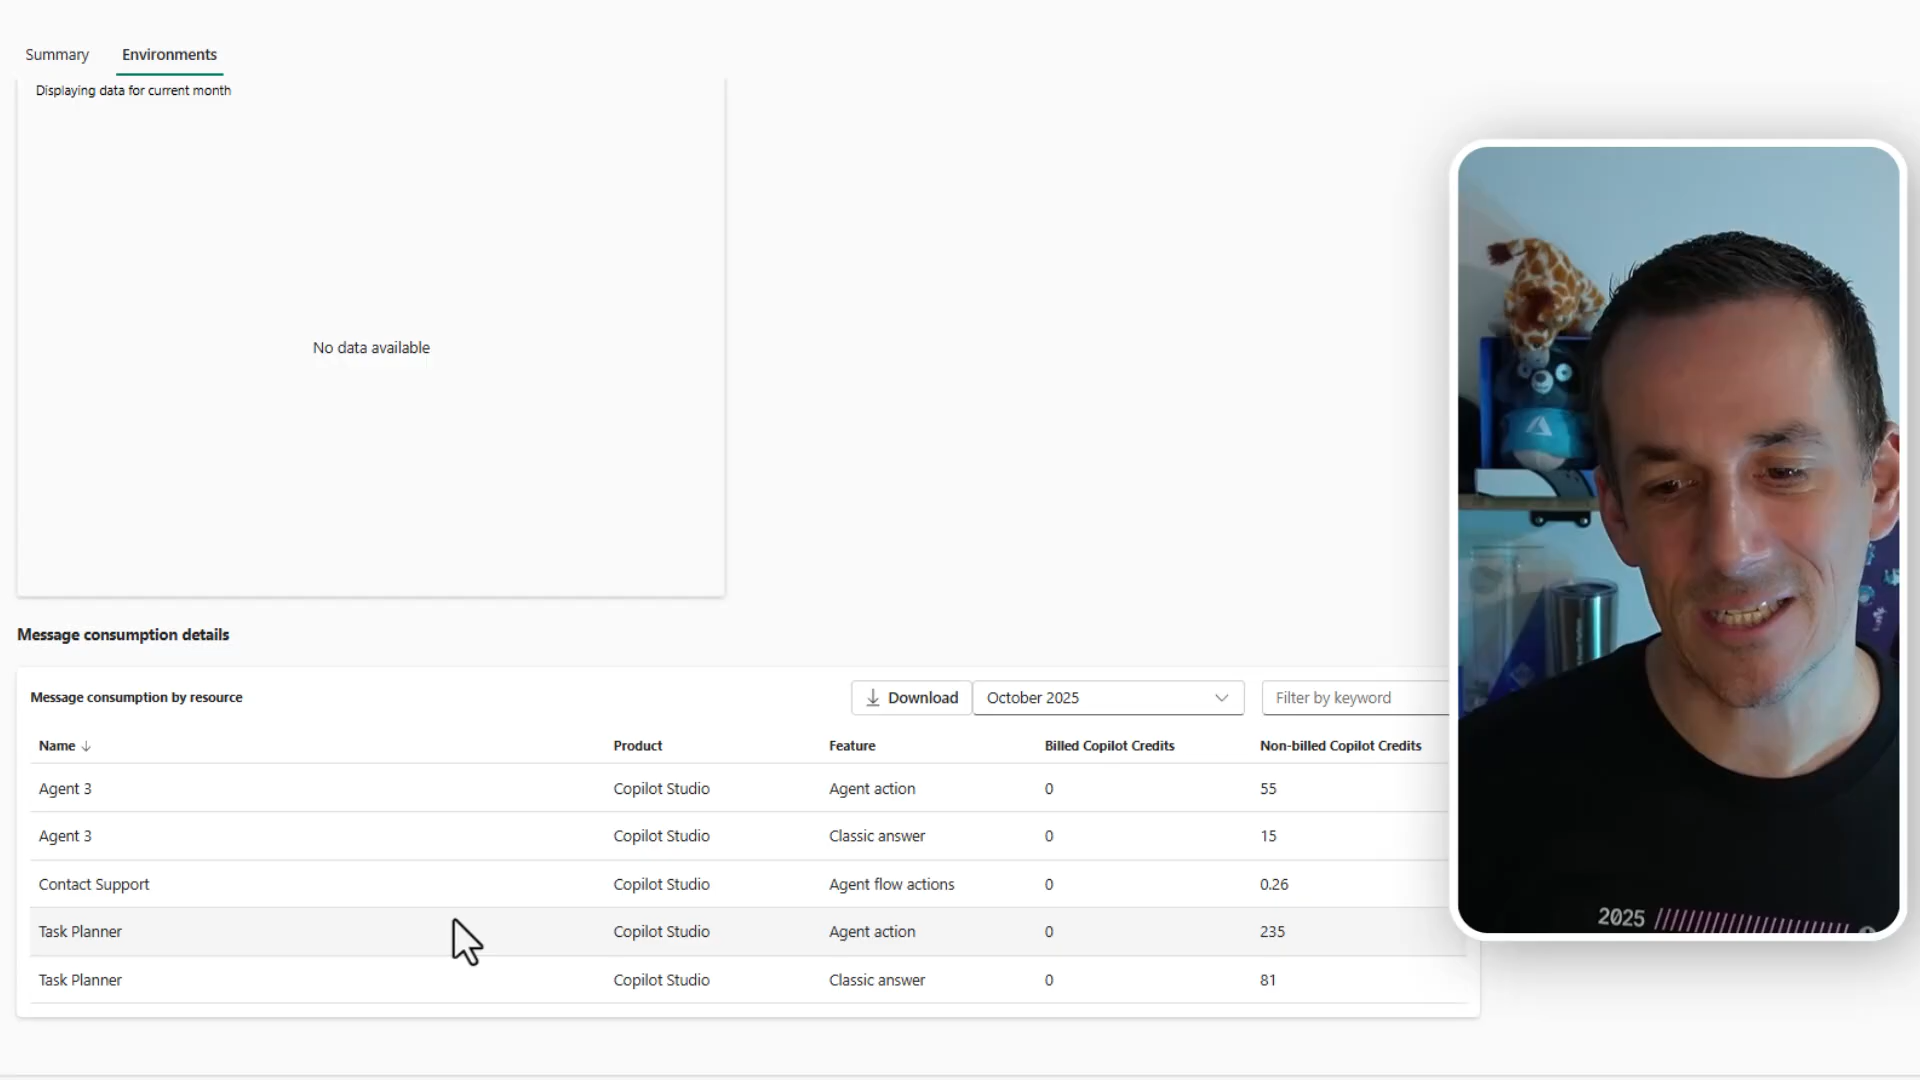 Summary Environments
Displaying data for current month
No data available
Message consumption details
Message consumption by resource Download October 2025 Filter by keyword
Name Product Feature Billed Copilot Credits Non-billed Copilot Credits
Agent 3 Copilot Studio Agent action 0 55
Agent 3 Copilot Studio Classic answer 0 15
Contact Support Copilot Studio Agent flow actions 0 0.26
Task Planner Copilot Studio Agent action 0 235
Task Planner Copilot Studio Classic answer 0 81
2025